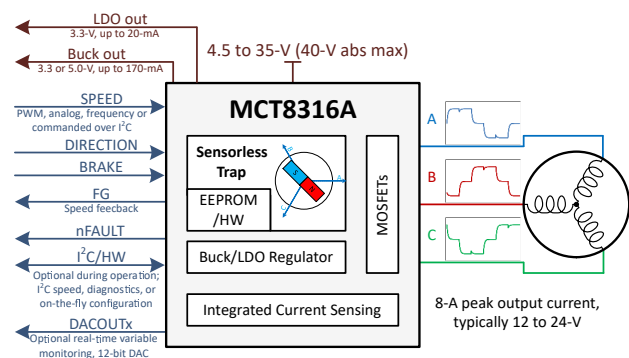 LDO out
3.3-V, up to 20-mA
Buck out
3.3 or 5.0-V, up to 170-mA
4.5 to 35-V (40-V abs max)
SPEED
PWM, analog, frequency or
commanded over I²C
DIRECTION
BRAKE
FG
Speed feecback
nFAULT
I²C/HW
Optional during operation;
I²C speed, diagnostics, or
on-the-fly configuration
DACOUTx
Optional real-time variable
monitoring, 12-bit DAC
MCT8316A
Sensorless
Trap
EEPROM
/HW
B
A
C
S
N
MOSFETs
Buck/LDO Regulator
Integrated Current Sensing
A
B
C
8-A peak output current,
typically 12 to 24-V